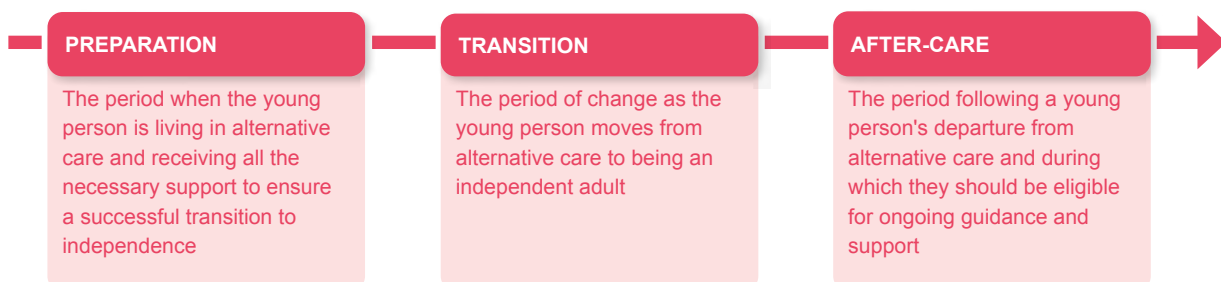 PREPARATION
The period when the young
person is living in alternative
care and receiving all the
necessary support to ensure
a successful transition to
independence
TRANSITION
The period of change as the
young person moves from
alternative care to being an
independent adult
AFTER-CARE
The period following a young
person's departure from
alternative care and during
which they should be eligible
for ongoing guidance and
support